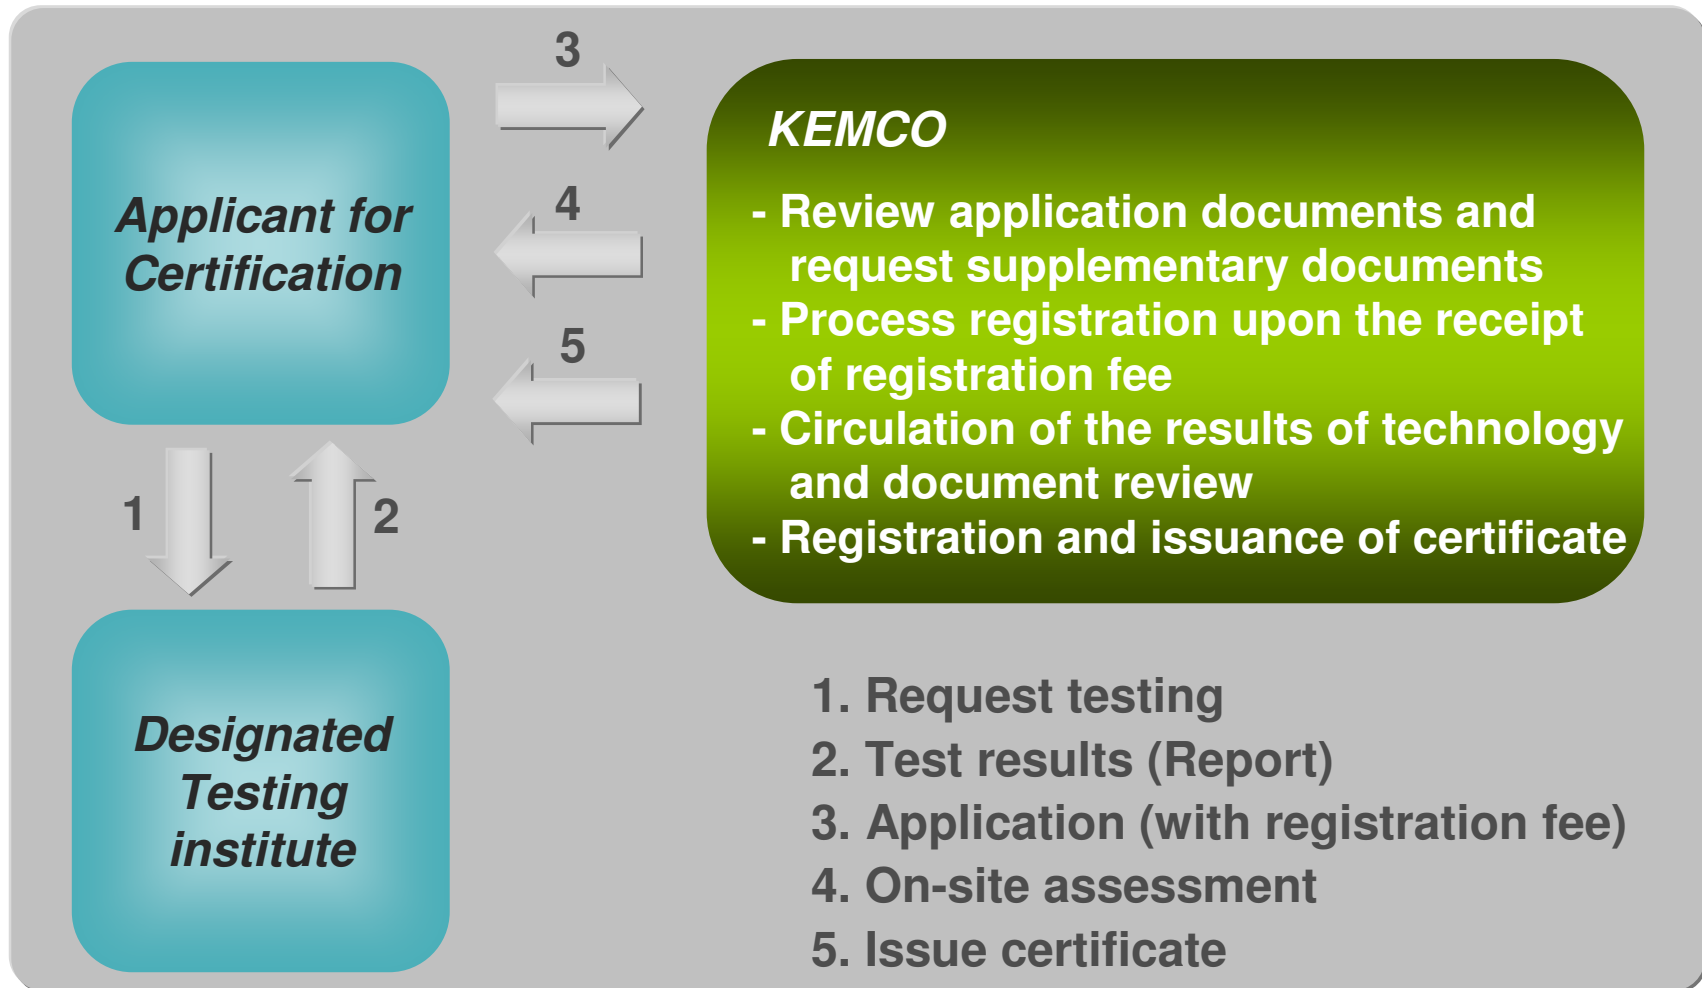 3
Applicant for
Certification
4
5
1
2
Designated
Testing
institute
KEMCO
- Review application documents and
request supplementary documents
- Process registration upon the receipt
of registration fee
- Circulation of the results of technology
and document review
- Registration and issuance of certificate
1. Request testing
2. Test results (Report)
3. Application (with registration fee)
4. On-site assessment
5. Issue certificate